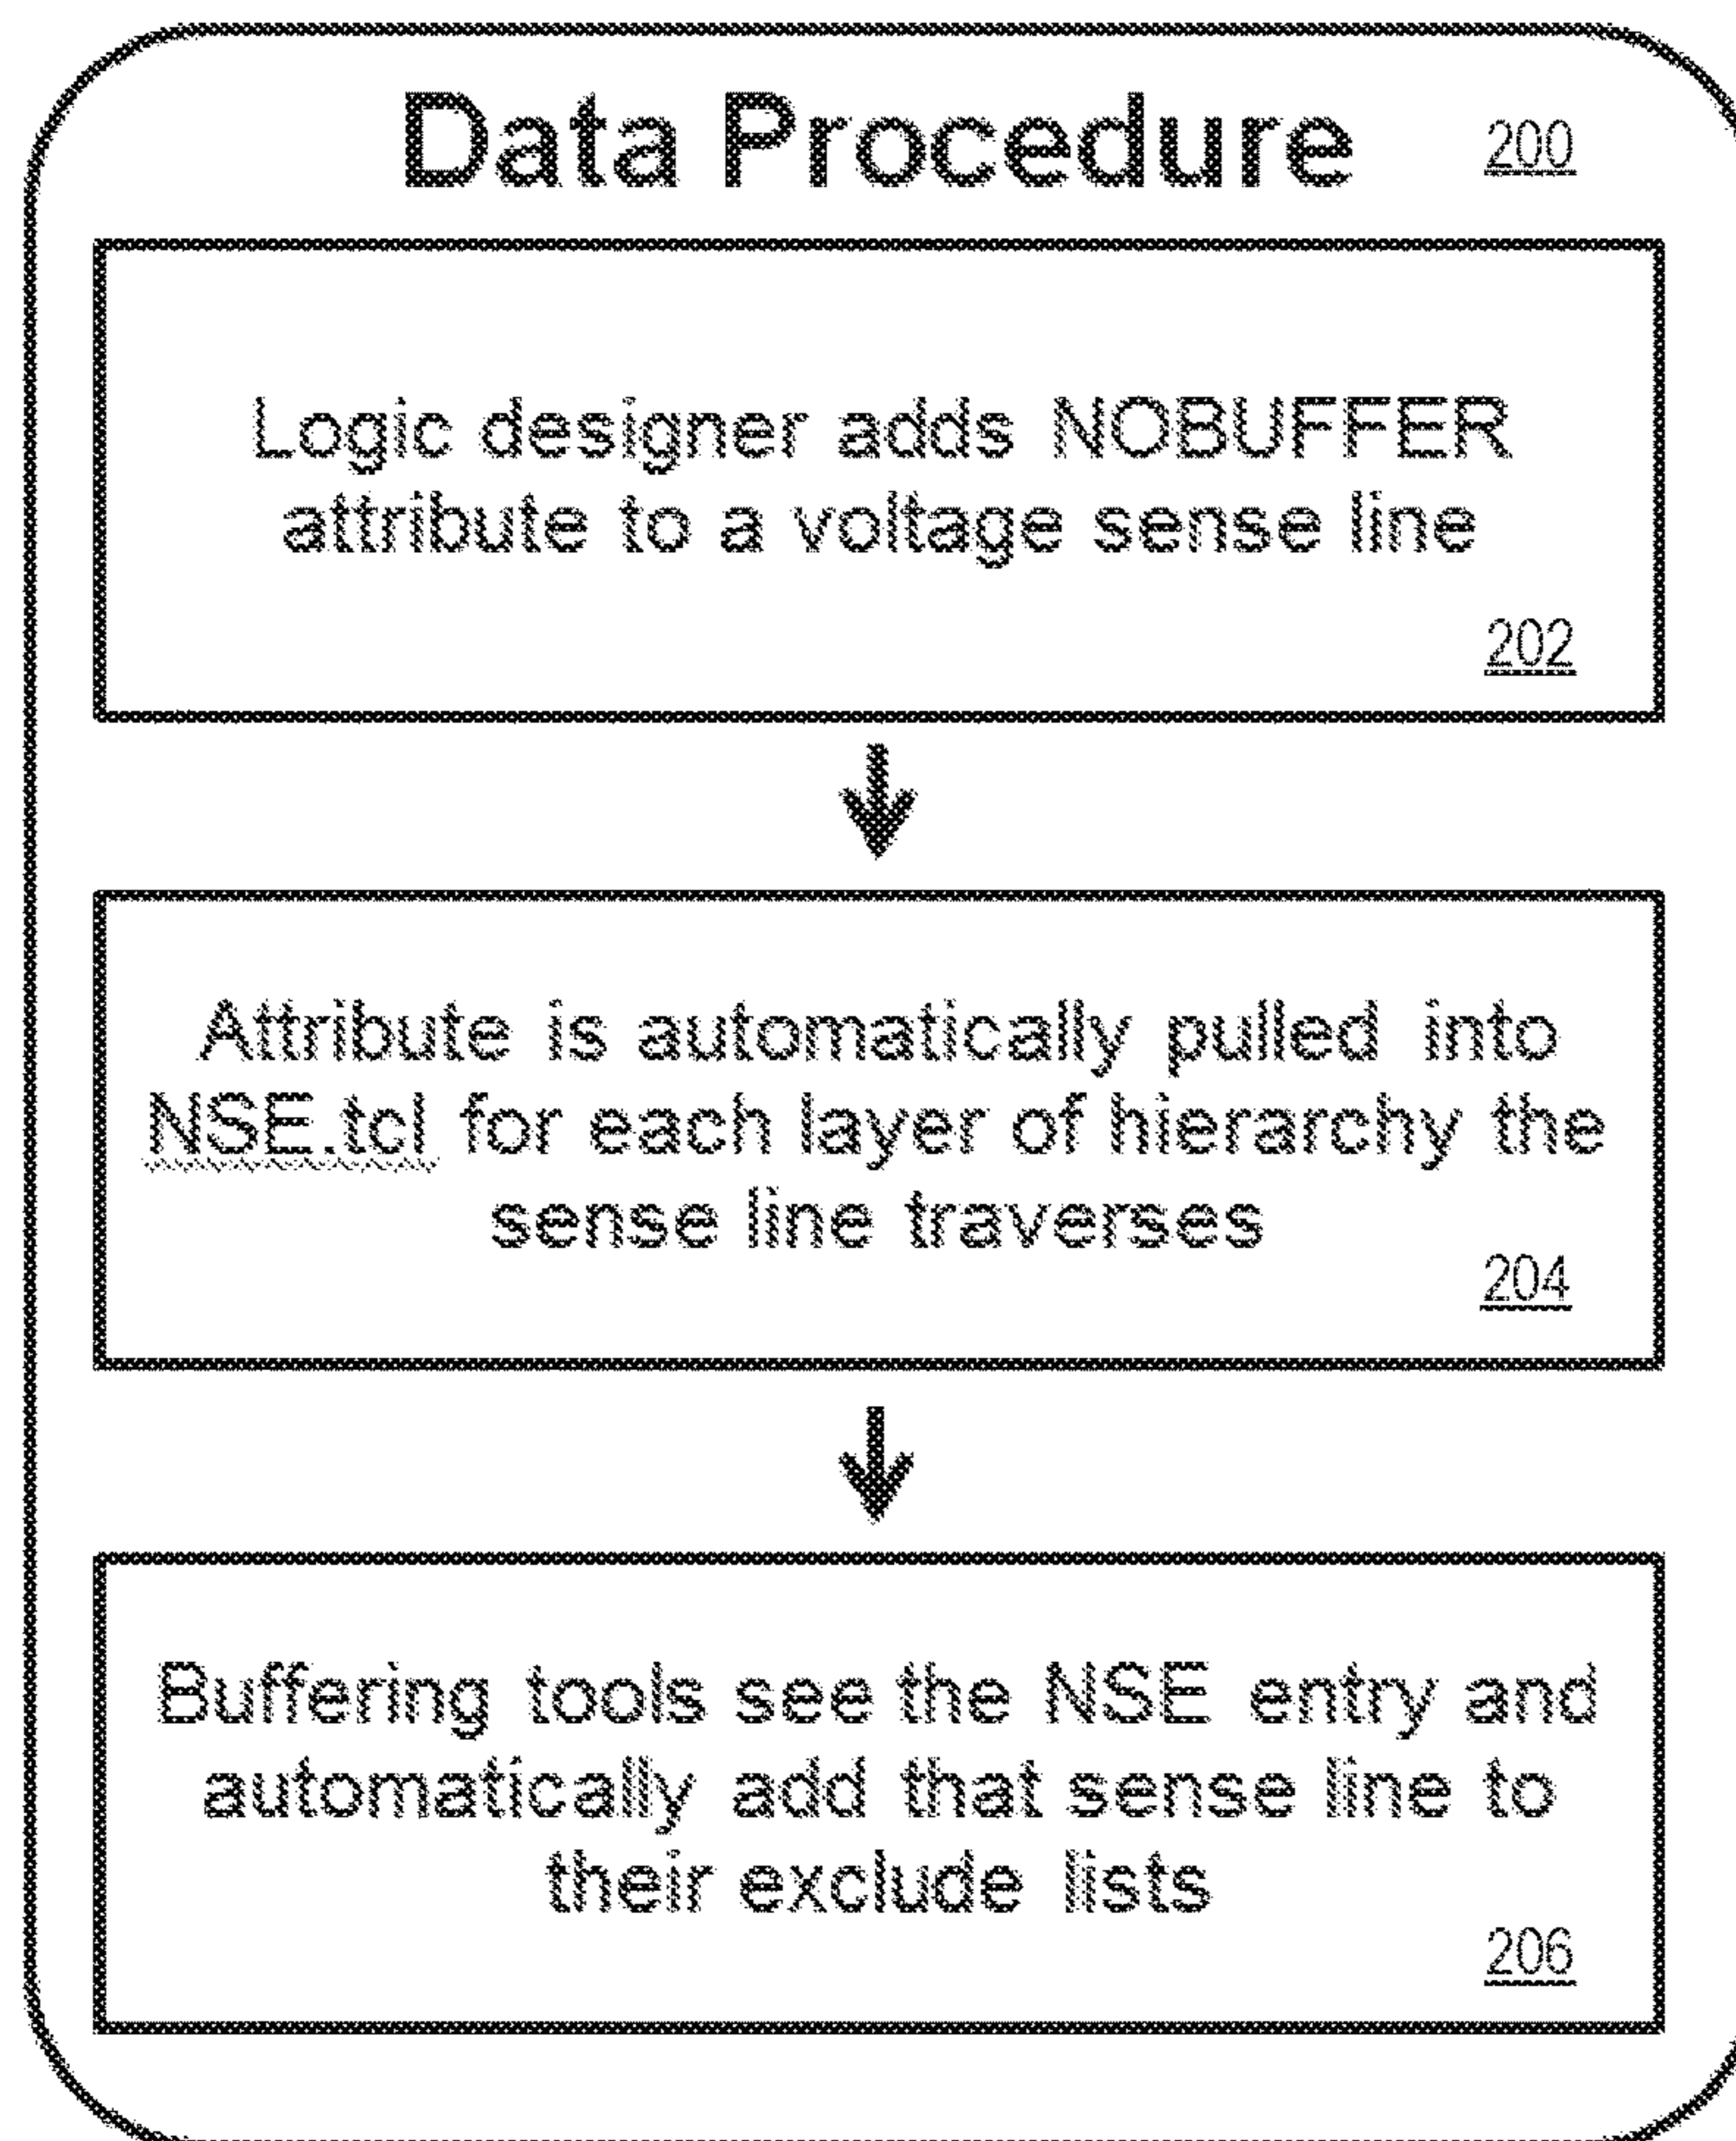 Data Procedure 200
Logic designer adds NOBUFFER
attribute to a voltage sense line
202
Attribute is automatically pulled into
NSE.tcl for each layer of hierarchy the
sense line traverses
204
Buffering tools see the NSE entry and
automatically add that sense line to
their exclude lists
206